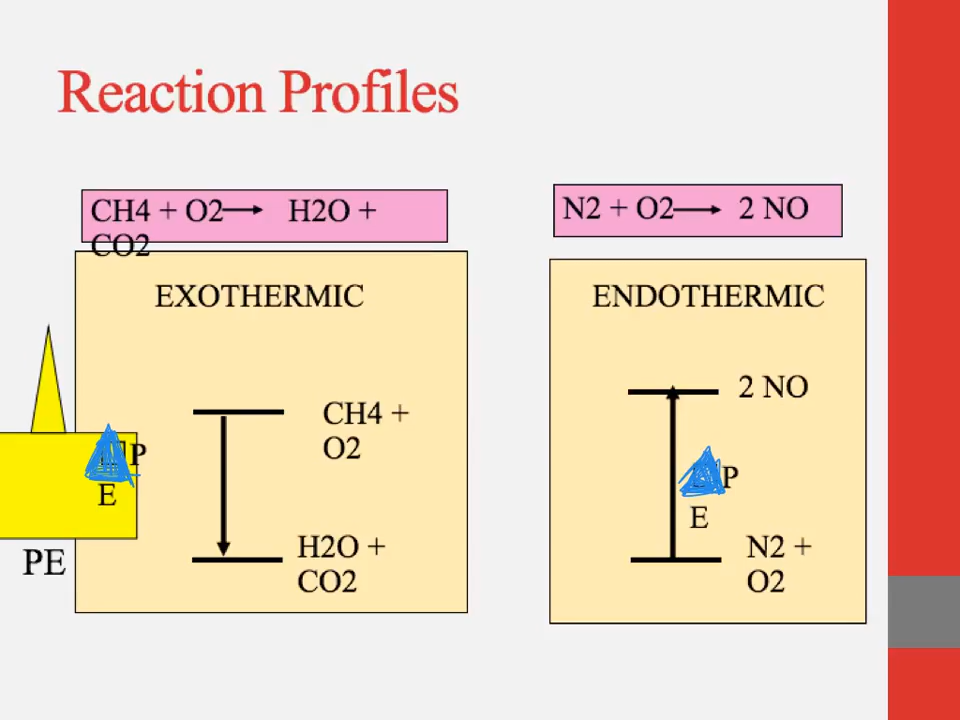 Reaction Profiles
CH4 + O2 → H2O +
CO2
N2 + O2 → 2 NO
EXOTHERMIC
CH4 +
O2
P
E
H2O +
CO2
PE
ENDOTHERMIC
2 NO
P
E
N2 +
O2